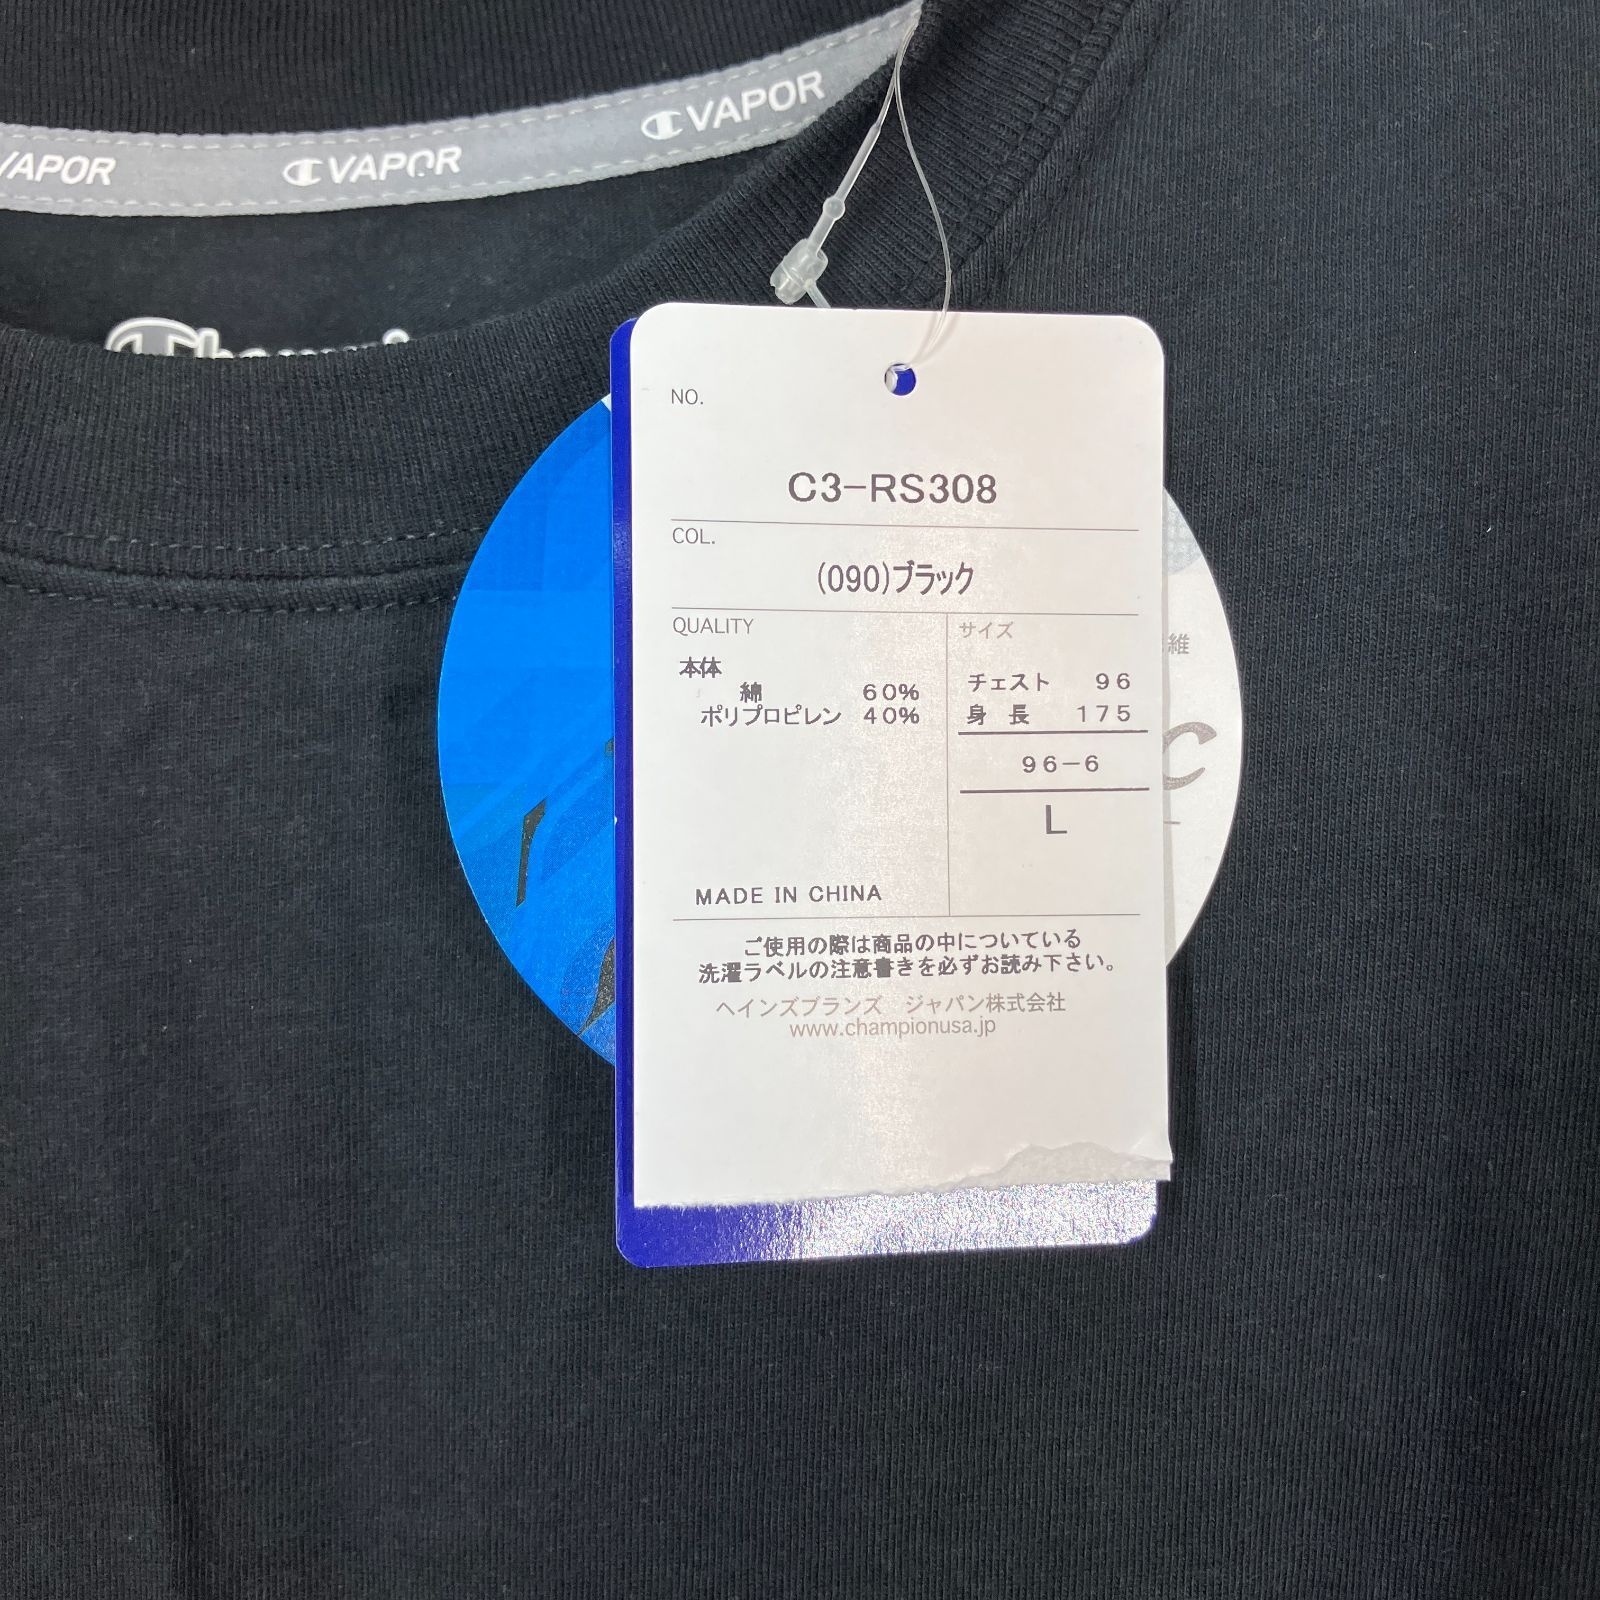 VAPOR
VAPOR
VAPOR
Champi
NO.
C3-RS308
COL.
(090)ブラック
QUALITY
本体
綿 60%
ポリプロピレン 40%
MADE IN CHINA
サイズ
チェスト 96
身長 175
96-6
L
維
C
ご使用の際は商品の中についている
洗濯ラベルの注意書きを必ずお読み下さい。
ヘインズブランズ ジャパン株式会社
www.championusa.jp